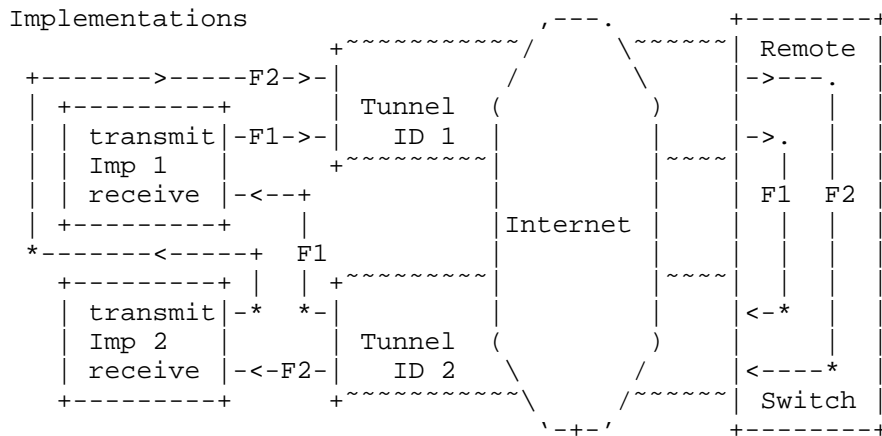 Implementations
Remote
F2
Tunnel
transmit F1 ID 1
Imp 1
receive F1 F2
Internet
F1
transmit
Imp 2 Tunnel
receive F2 ID 2
Switch